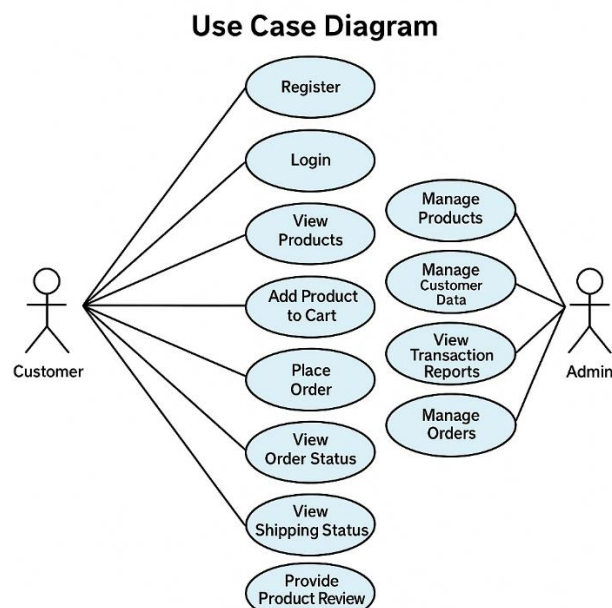 Use Case Diagram
Register
Login
View
Products
Add Product
to Cart
Place
Order
View
Order Status
View
Shipping Status
Provide
Product Review
Customer
Manage
Products
Manage
Customer
Data
View
Transaction
Reports
Manage
Orders
Admin